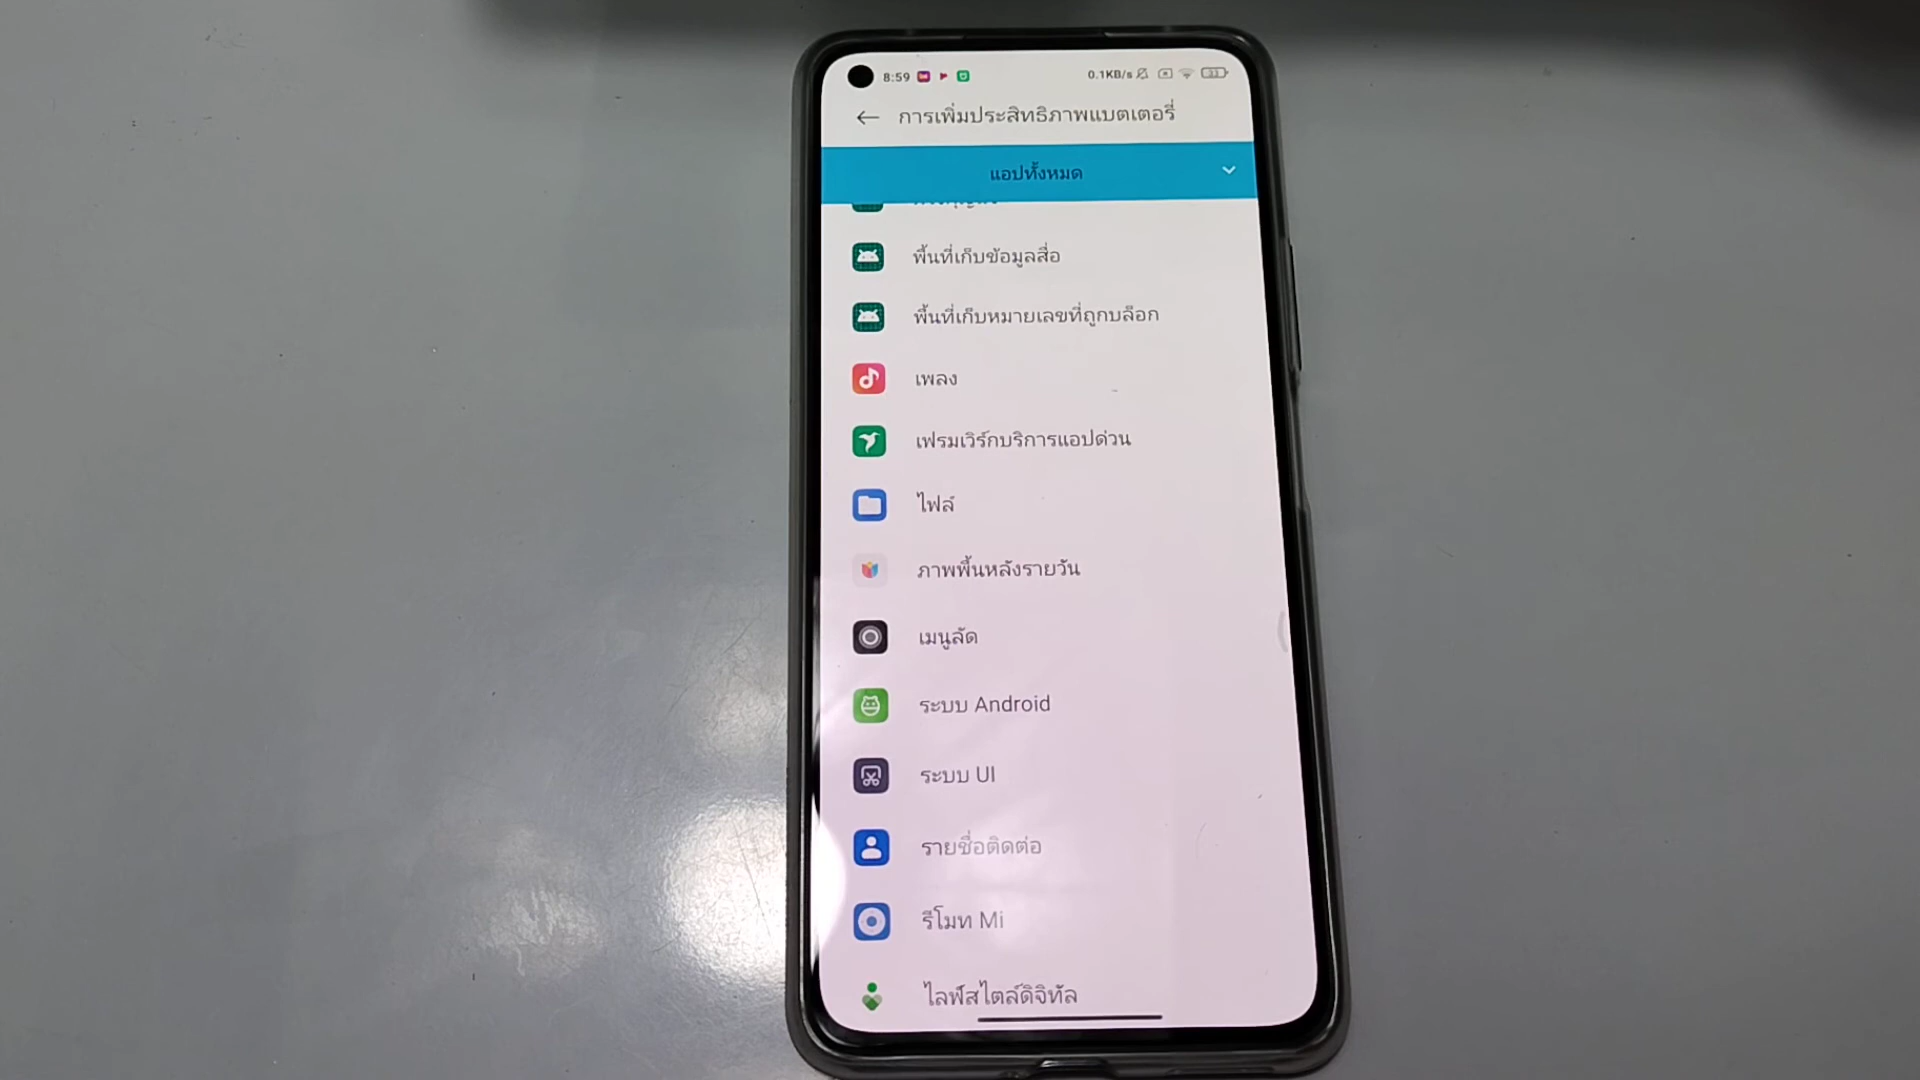 8:59 0.1KB/s 33
การเพิ่มประสิทธิภาพแบตเตอรี่
แอปทั้งหมด
พื้นที่เก็บข้อมูลสื่อ
พื้นที่เก็บหมายเลขที่ถูกบล็อก
เพลง
เฟรมเวิร์กบริการแอปด่วน
ไฟล์
ภาพพื้นหลังรายวัน
เมนูลัด
ระบบ Android
ระบบ UI
รายชื่อติดต่อ
รีโมท Mi
ไลฟ์สไตล์ดิจิทัล